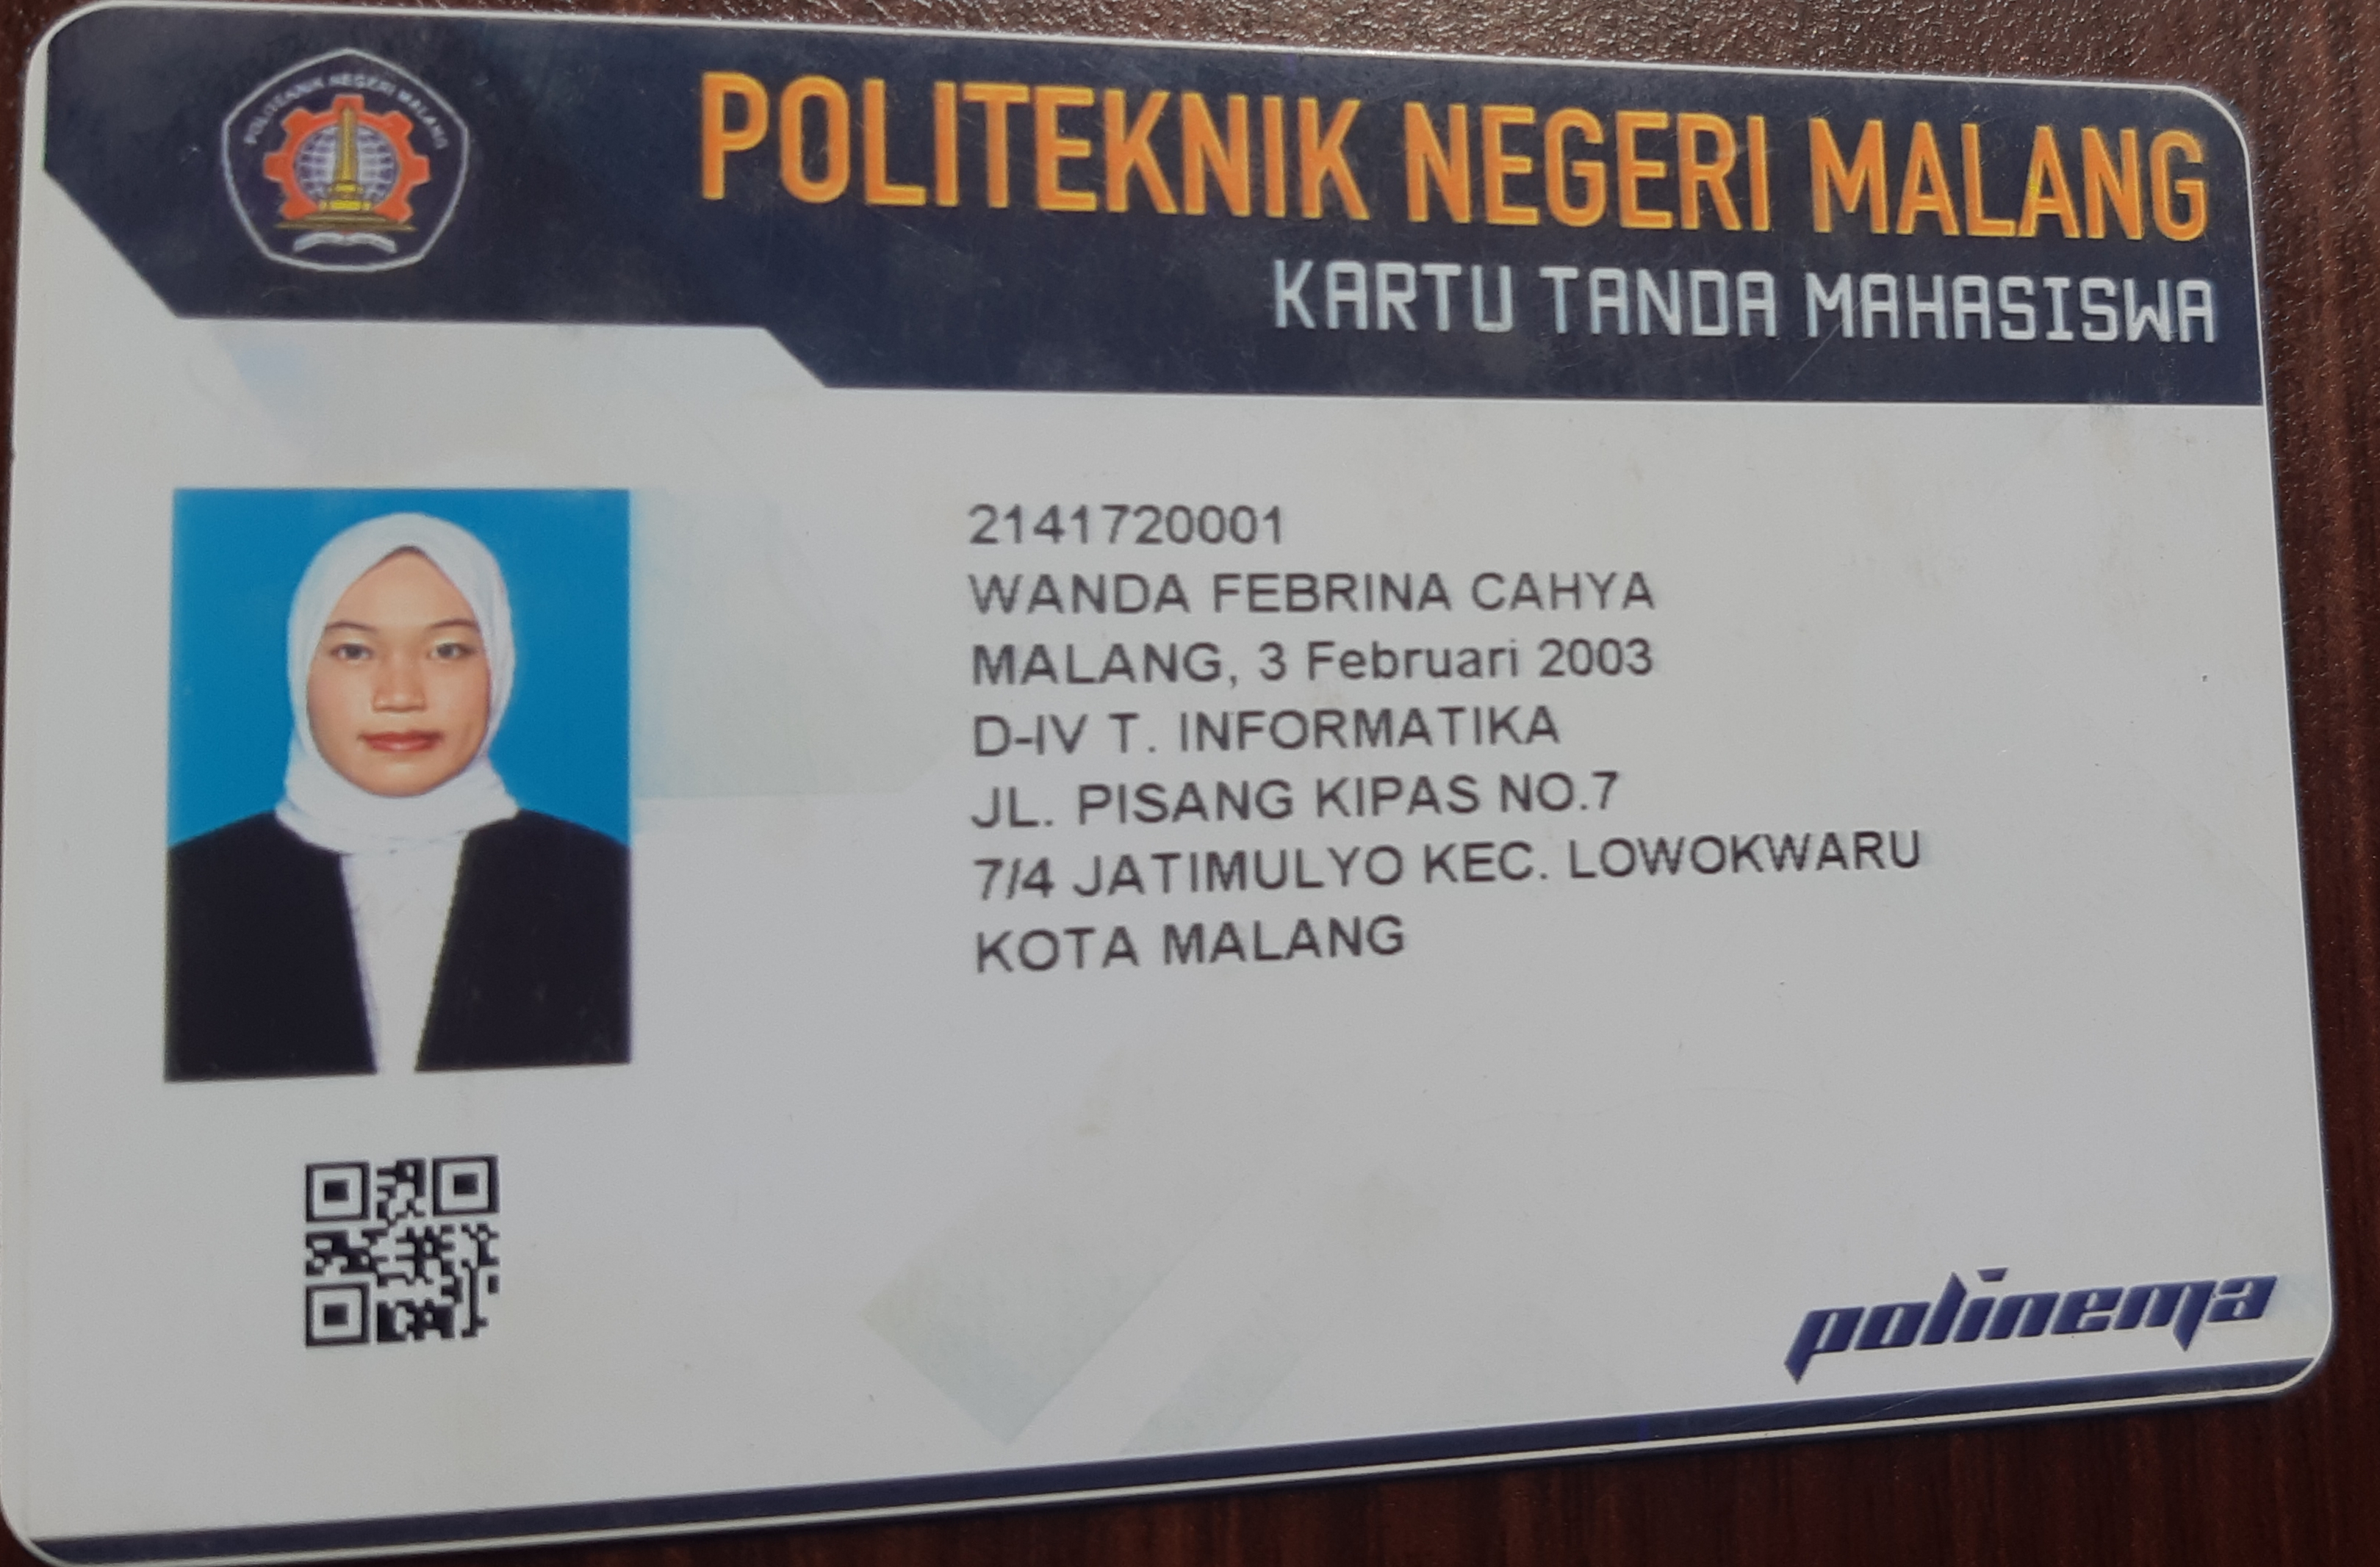 POLITEKNIK NEGERI MALANG
POLITEKNIK NEGERI MALANG
KARTU TANDA MAHASISWA
2141720001
WANDA FEBRINA CAHYA
MALANG, 3 Februari 2003
D-IV T. INFORMATIKA
JL. PISANG KIPAS NO.7
7/4 JATIMULYO KEC. LOWOKWARU
KOTA MALANG
polinema